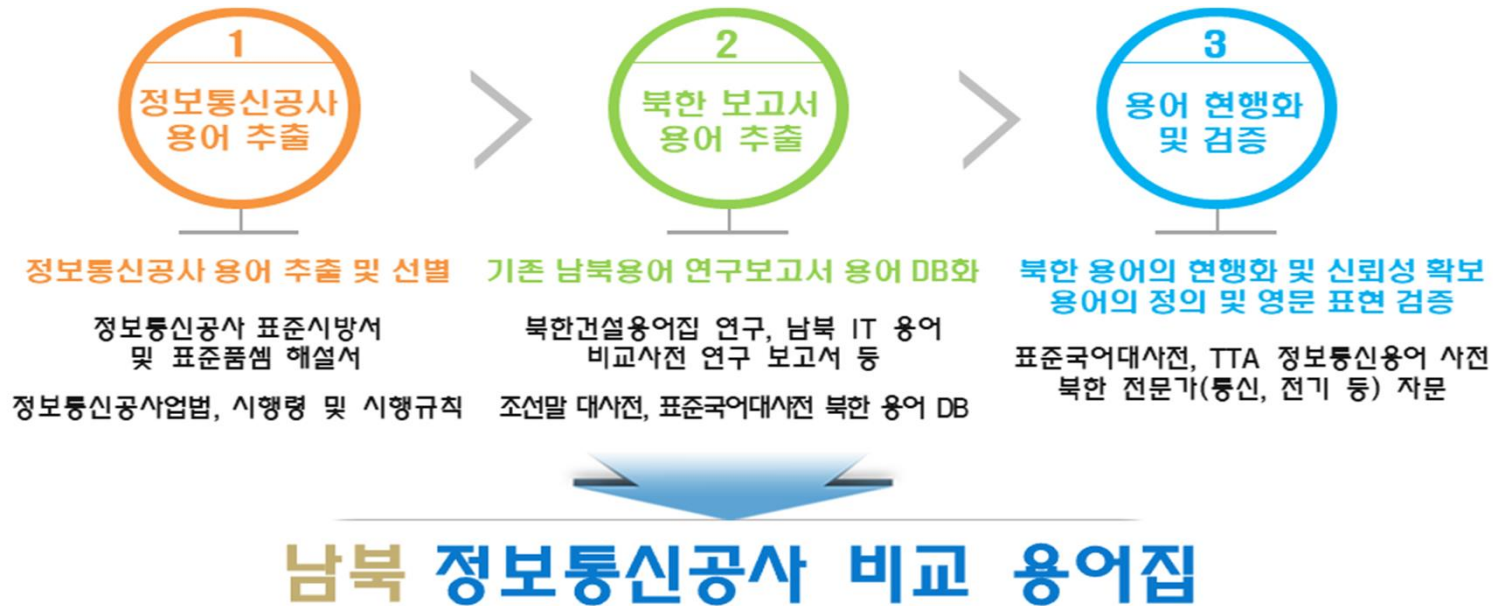 1
정보통신공사
용어 추출
정보통신공사 용어 추출 및 선별
정보통신공사 표준시방서
및 표준품셈 해설서
정보통신공사업법, 시행령 및 시행규칙
2
북한 보고서
용어 추출
기존 남북용어 연구보고서 용어 DB화
북한건설용어집 연구, 남북 IT 용어
비교사전 연구 보고서 등
조선말 대사전, 표준국어대사전 북한 용어 DB
3
용어 현행화
및 검증
북한 용어의 현행화 및 신뢰성 확보
용어의 정의 및 영문 표현 검증
표준국어대사전, TTA 정보통신용어 사전
북한 전문가(통신, 전기 등) 자문
남북 정보통신공사 비교 용어집